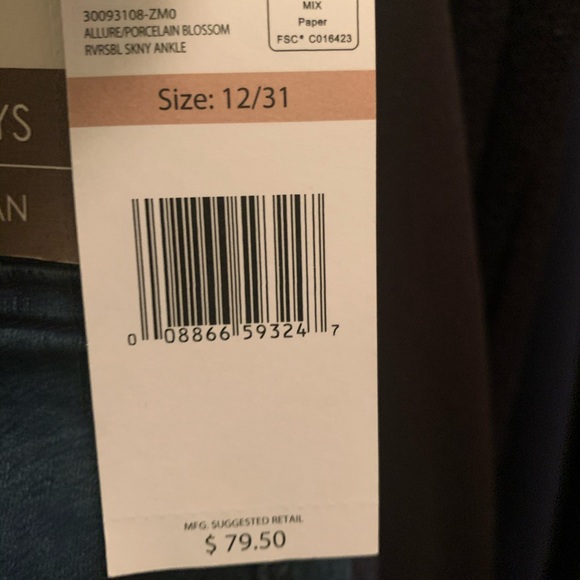 30093108-ZM0
ALLURE/PORCELAIN BLOSSOM
RVRSBL SKNY ANKLE
MIX
Paper
FSC® C016423
Size: 12/31
YS
AN
0 08866 59324 7
MFG. SUGGESTED RETAIL
$ 79.50